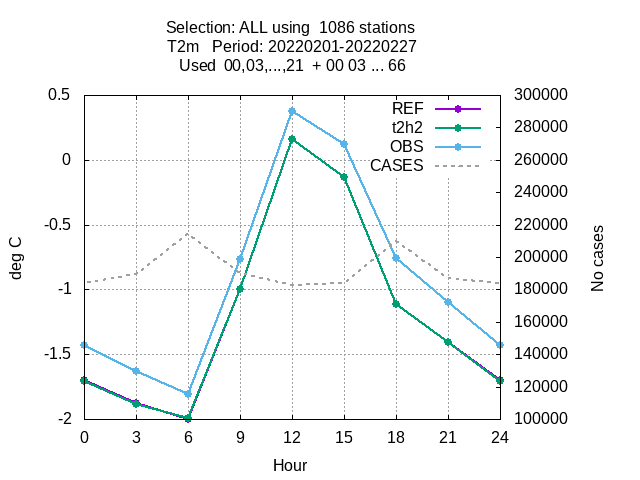 Selection: ALL using  1086 stations
T2m   Period: 20220201-20220227
Used  00,03,...,21  + 00 03 ... 66
0.5
0
-0.5
-1
-1.5
-2
deg C
REF
t2h2
OBS
CASES
300000
280000
260000
240000
220000
200000
180000
160000
140000
120000
100000
No cases
0 3 6 9 12 15 18 21 24
Hour